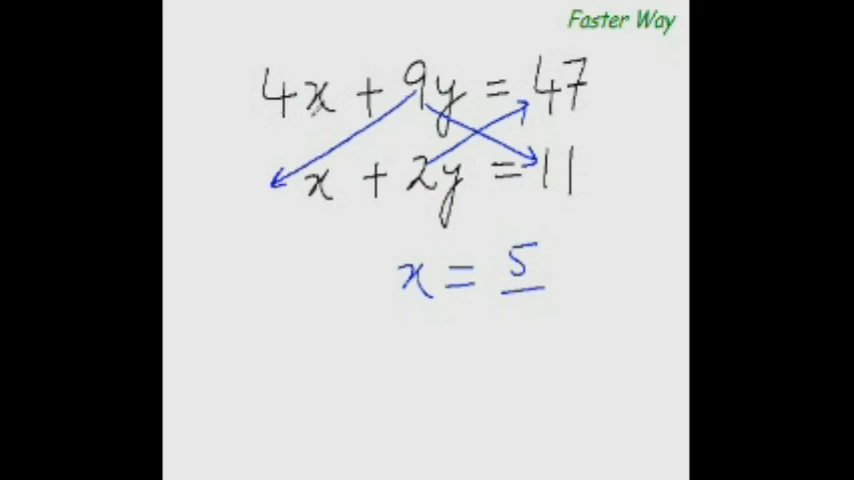 Faster Way
4x + 9y = 47
x + 2y = 11
x = 5